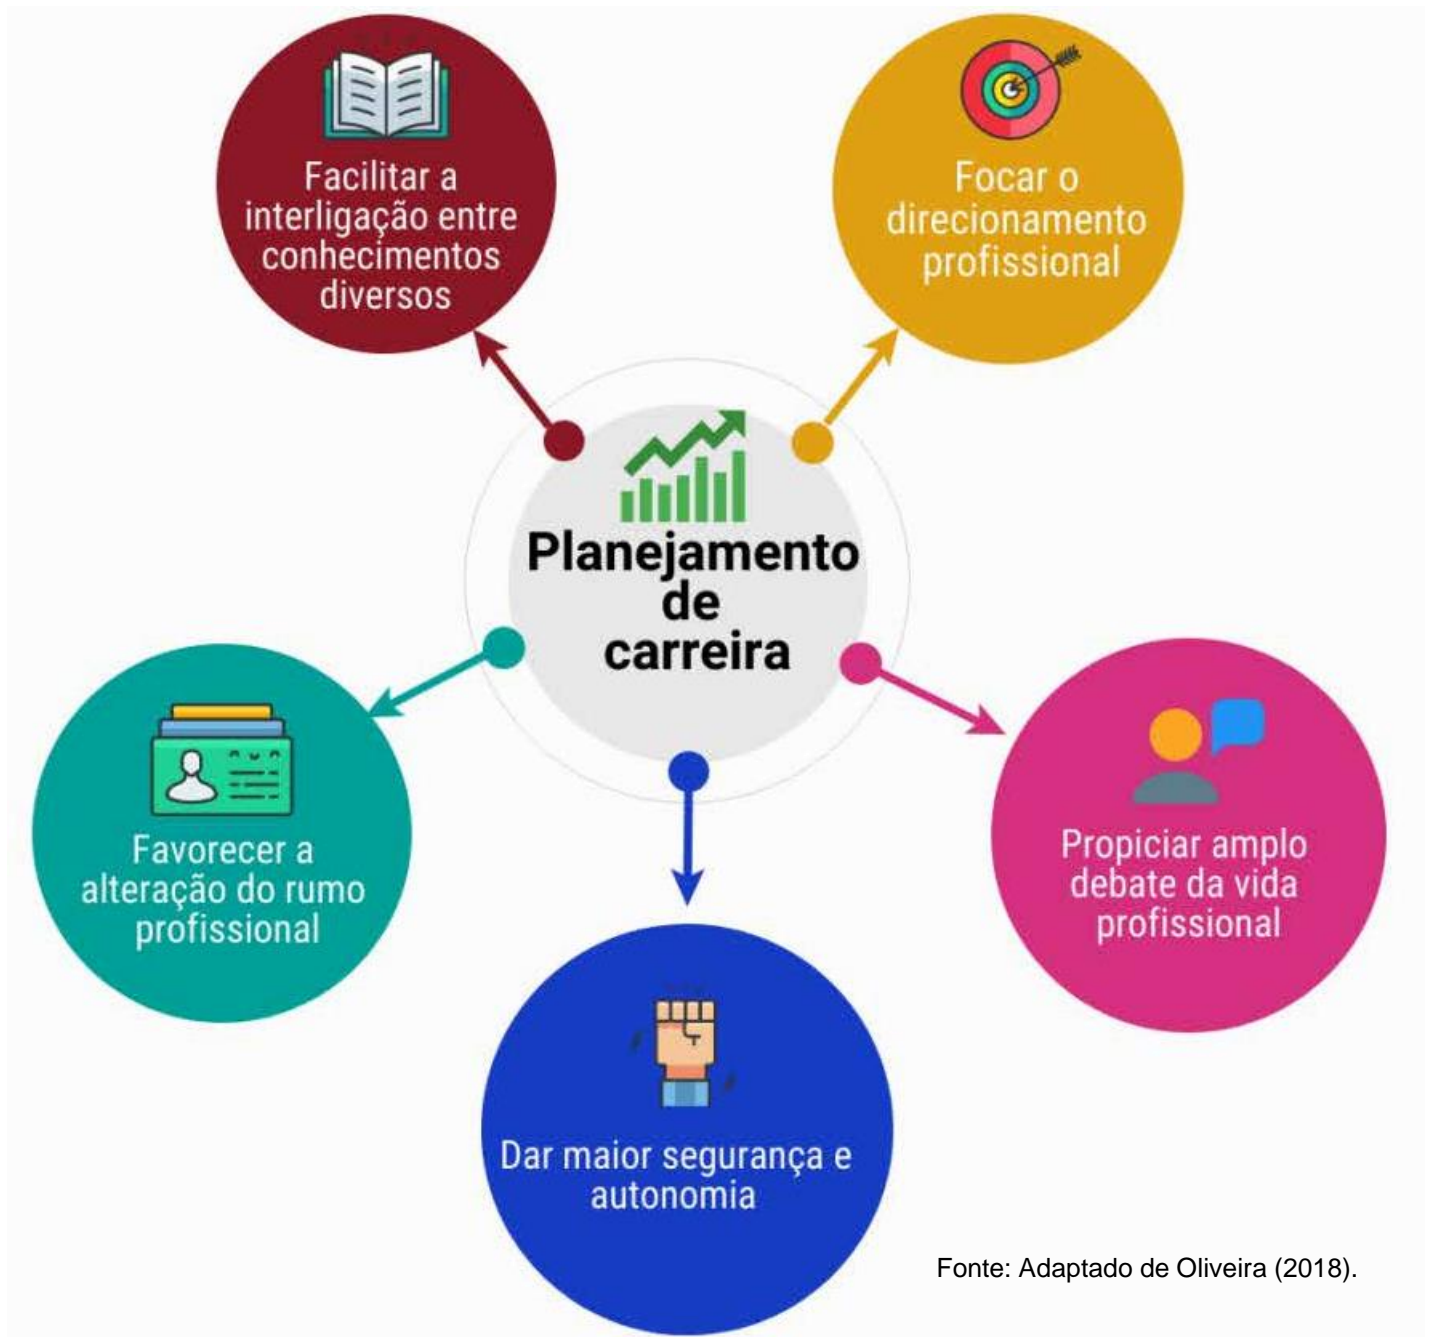 Facilitar a
interligação entre
conhecimentos
diversos
Focar o
direcionamento
profissional
Planejamento
de
carreira
Favorecer a
alteração do rumo
profissional
Propiciar amplo
debate da vida
profissional
Dar maior segurança e
autonomia
Fonte: Adaptado de Oliveira (2018).